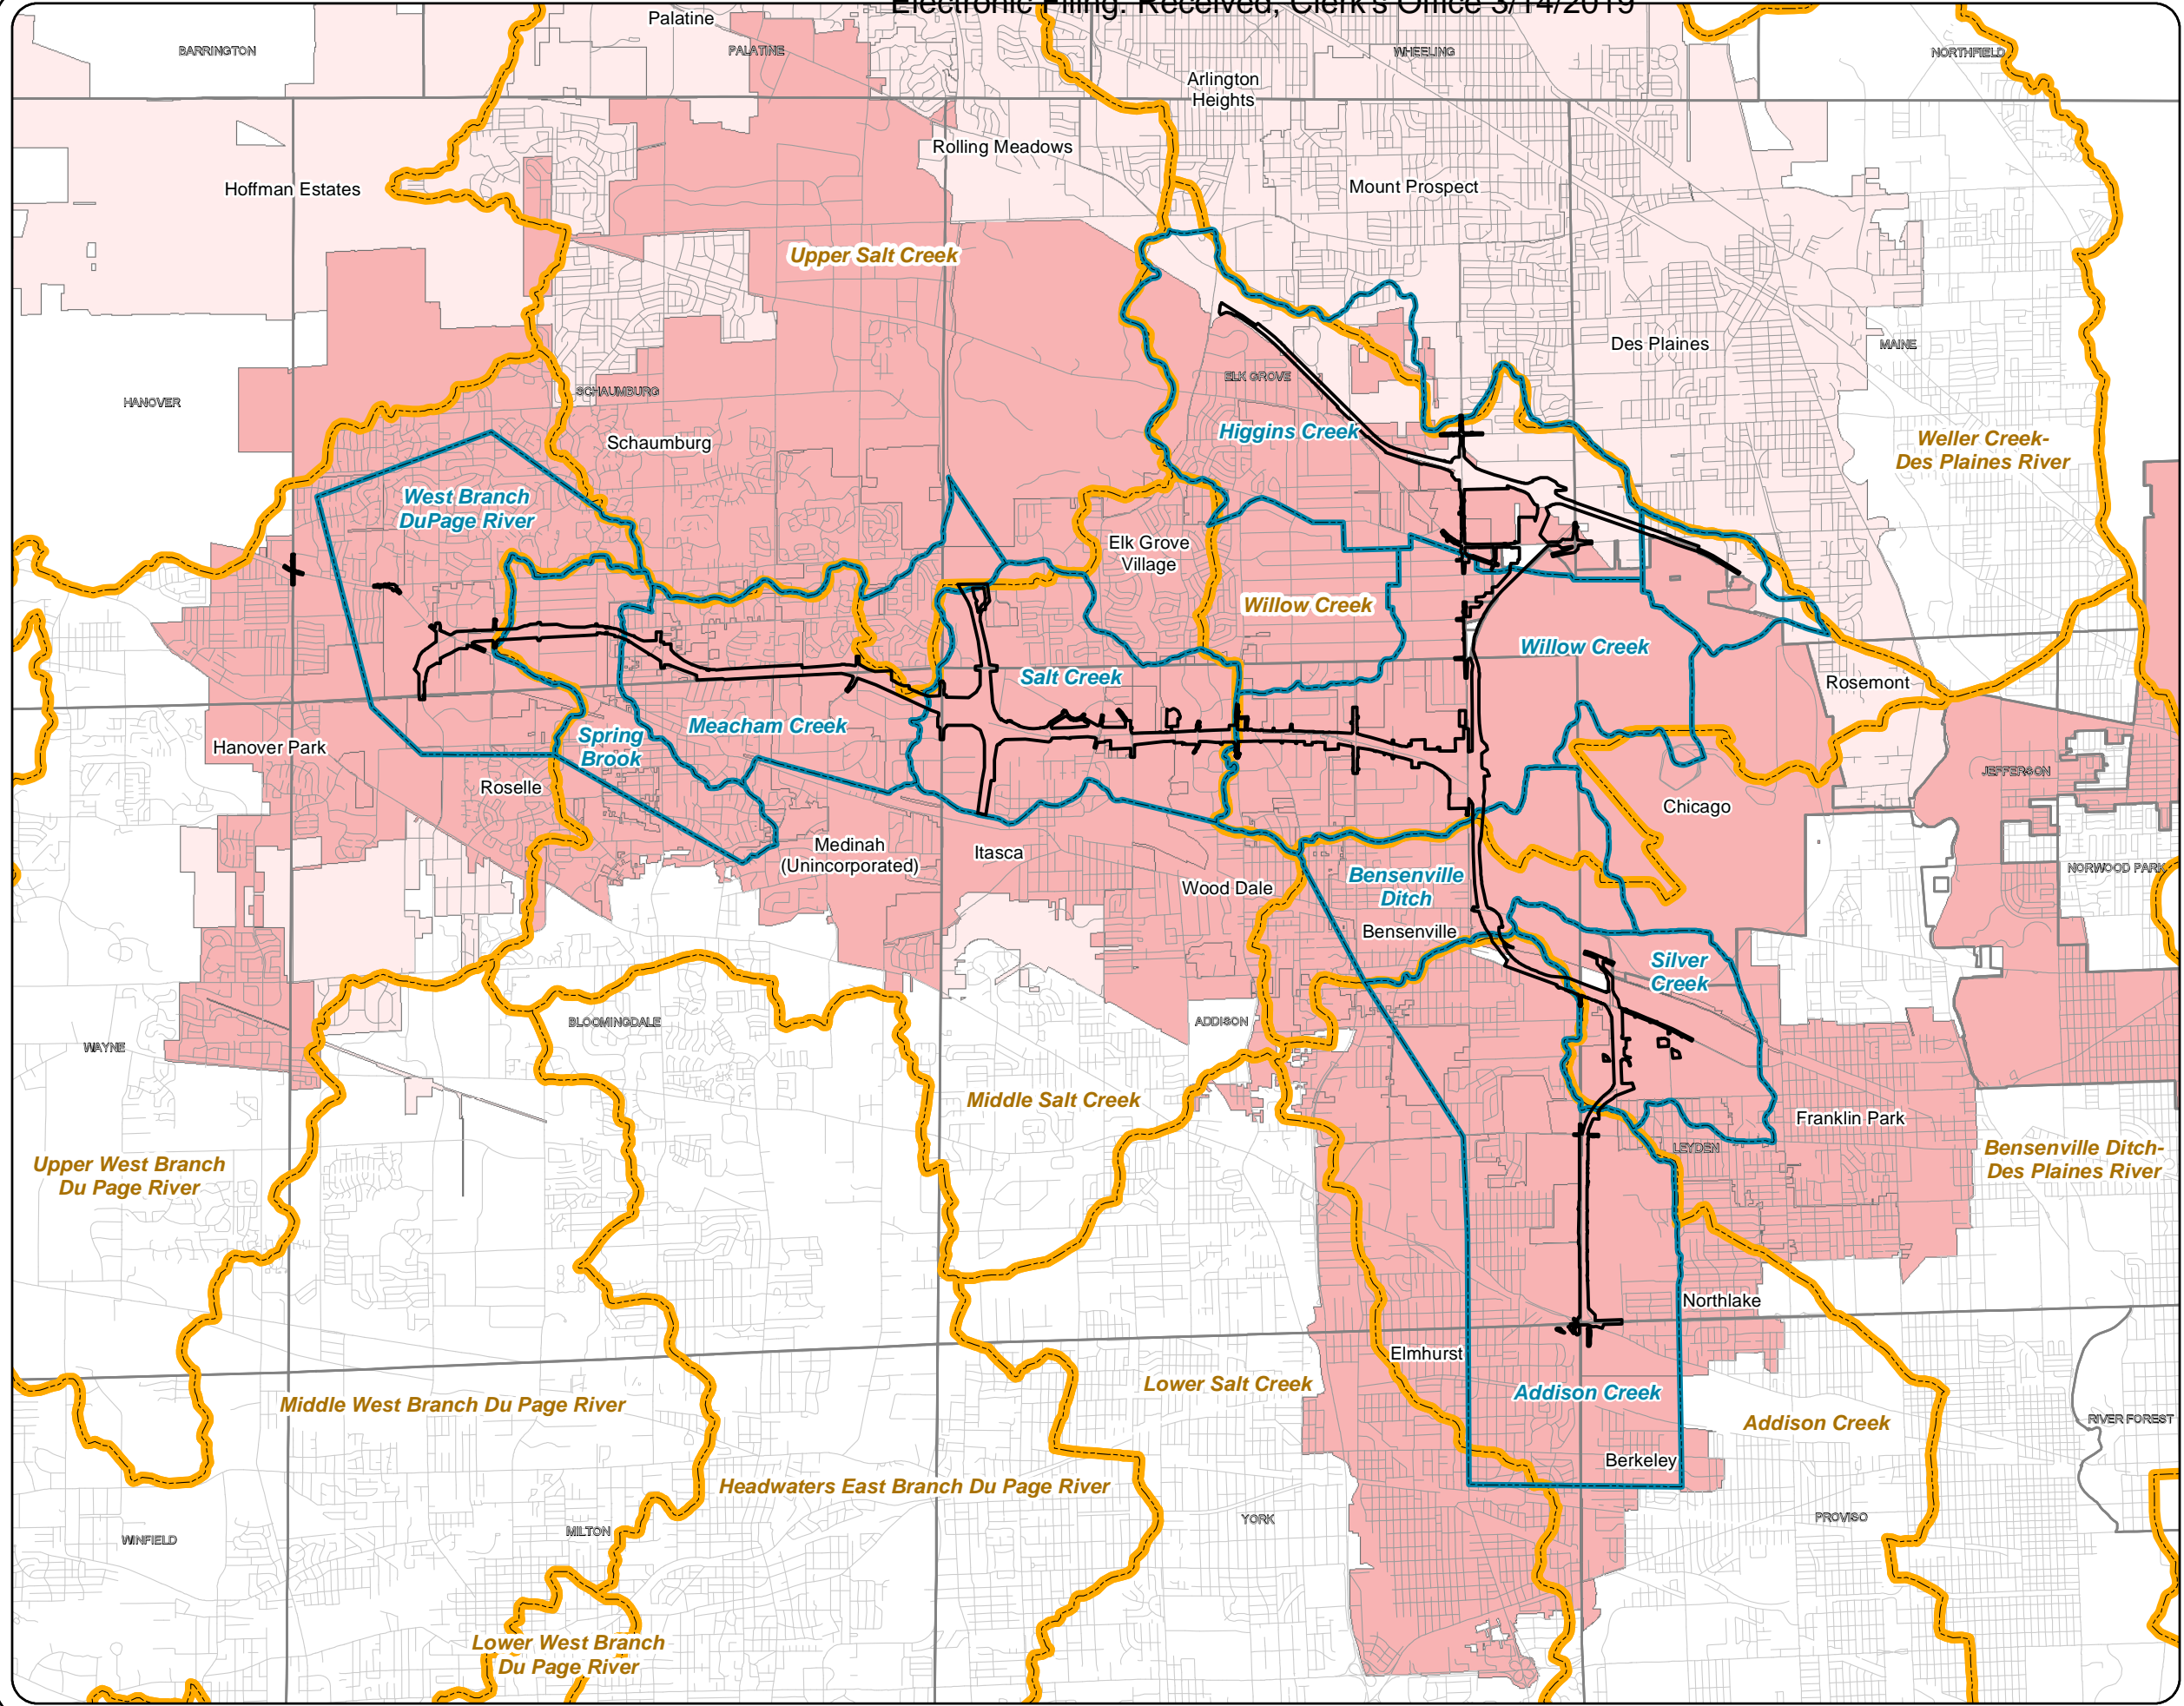 Electronic Filing: Received, Clerk's Office 3/14/2019
Palatine
BARRINGTON
PALATINE
WHEELING
NORTHFIELD
Arlington
Heights
Rolling Meadows
Hoffman Estates
Mount Prospect
Upper Salt Creek
Des Plaines
MAINE
ELK GROVE
SCHAUMBURG
HANOVER
Higgins Creek
Schaumburg
Weller Creek-
Des Plaines River
West Branch
DuPage River
Elk Grove
Village
Willow Creek
Willow Creek
Salt Creek
Rosemont
Meacham Creek
Spring
Brook
Hanover Park
JEFFERSON
Roselle
Chicago
Medinah
(Unincorporated)
Itasca
NORWOOD PARK
Wood Dale
Bensenville
Ditch
Bensenville
Silver
Creek
BLOOMINGDALE
ADDISON
WAYNE
Middle Salt Creek
Franklin Park
LEYDEN
Bensenville Ditch-
Des Plaines River
Upper West Branch
Du Page River
Northlake
Elmhurst
Lower Salt Creek
Addison Creek
Middle West Branch Du Page River
Addison Creek
RIVER FOREST
Berkeley
Headwaters East Branch Du Page River
YORK
PROVISO
MILTON
WINFIELD
Lower West Branch
Du Page River